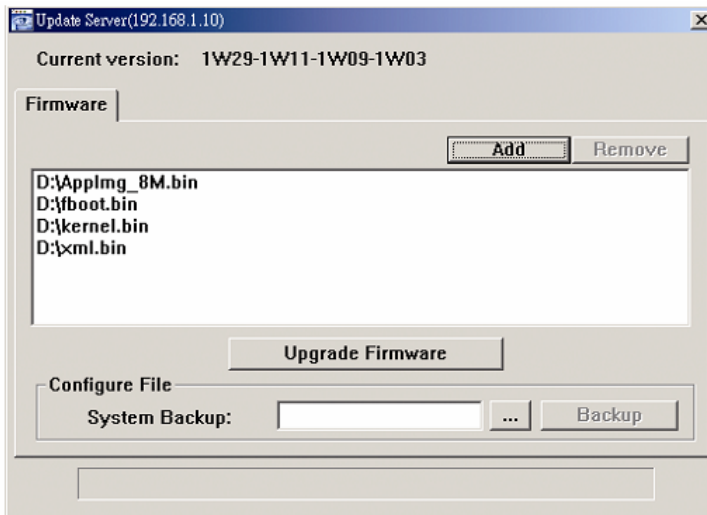 Update Server(192.168.1.10)
Current version: 1W29-1W11-1W09-1W03
Firmware
Add Remove
D:\AppImg_8M.bin
D:\fboot.bin
D:\kernel.bin
D:\xml.bin
Upgrade Firmware
Configure File
System Backup: ... Backup